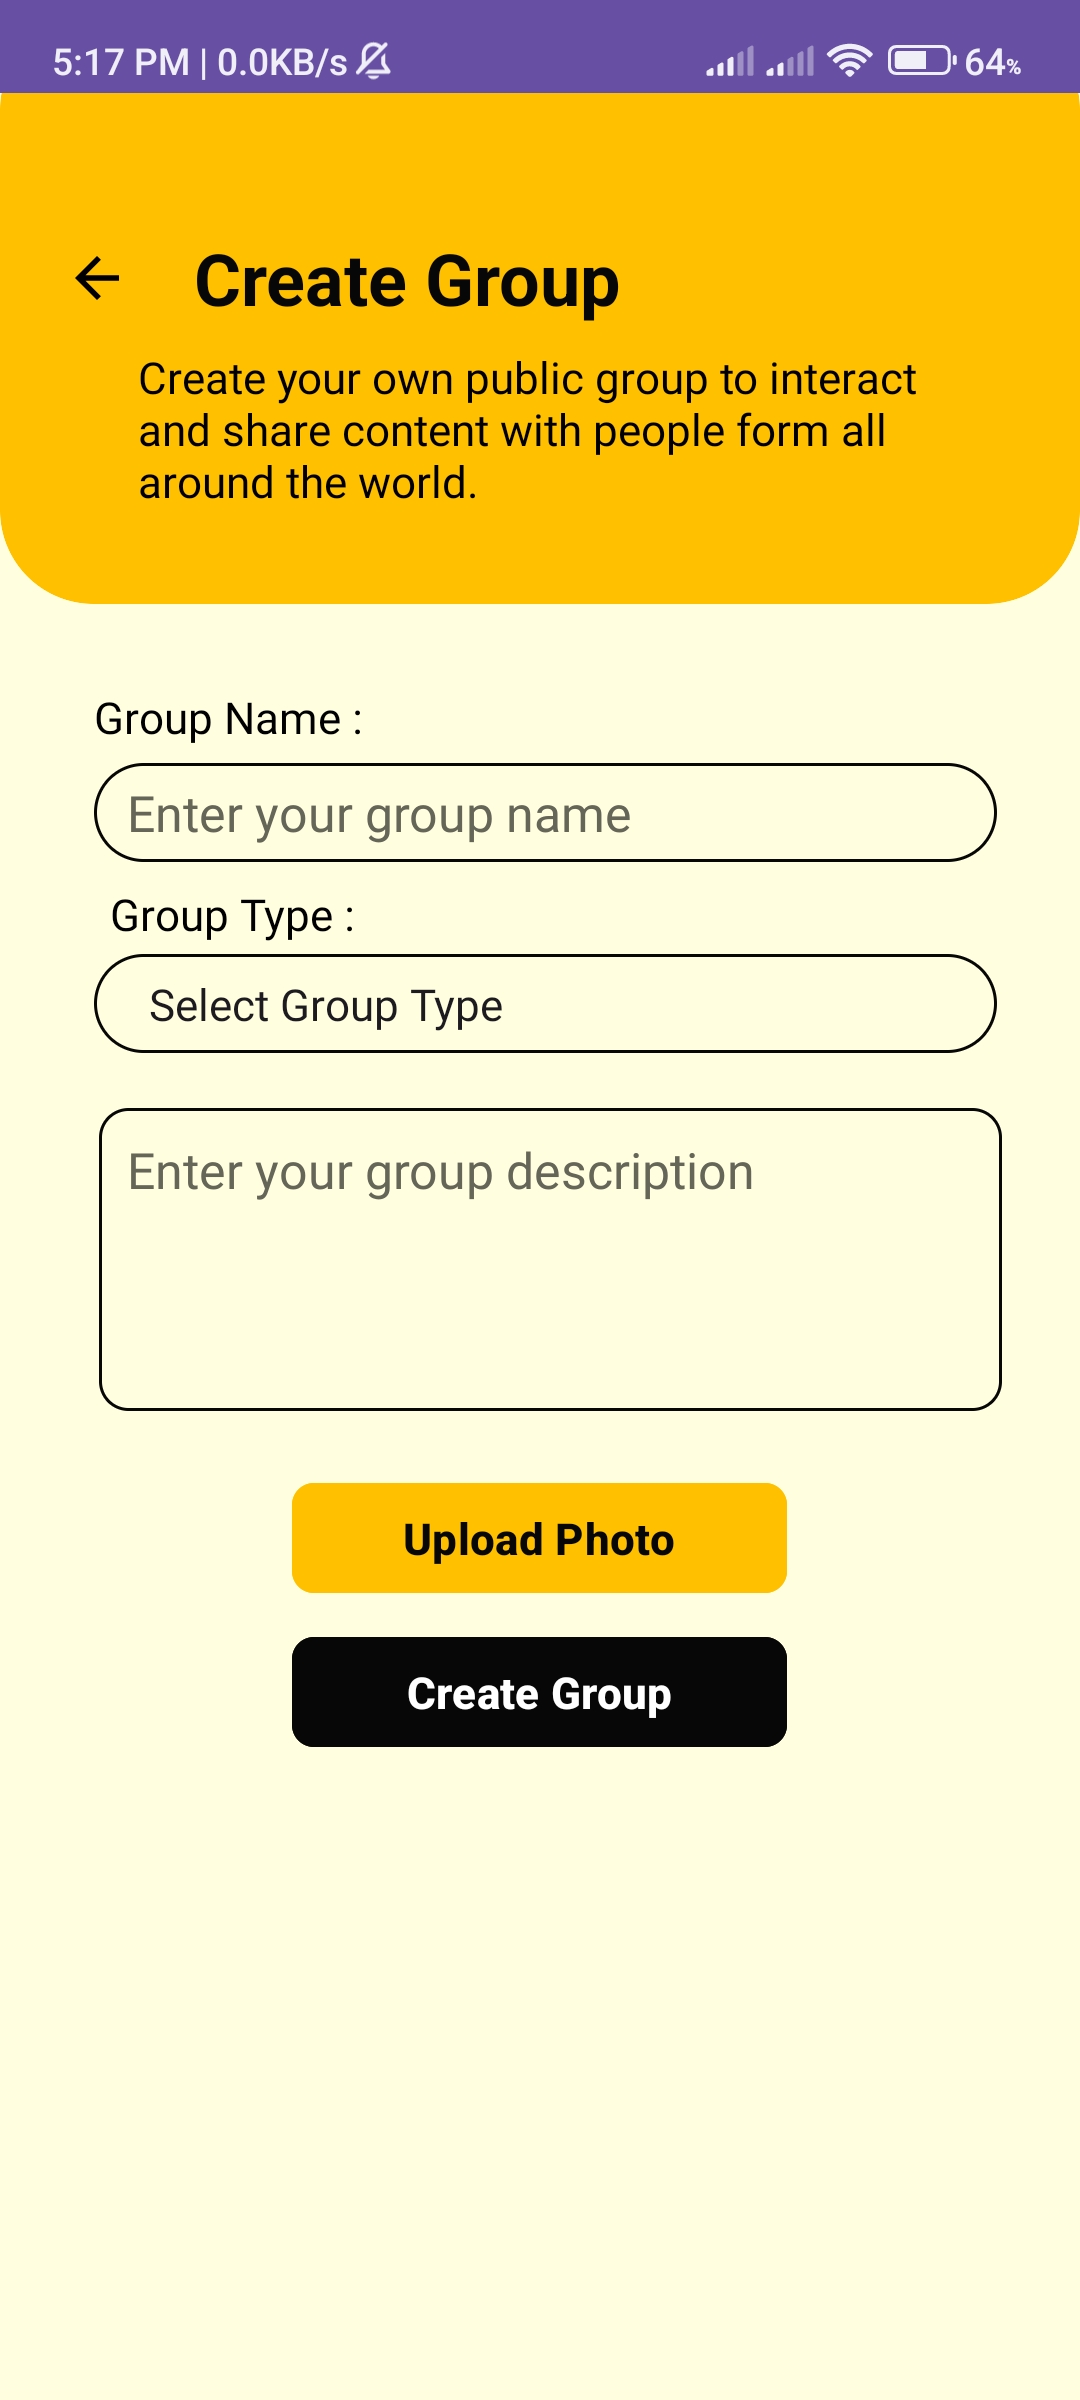 5:17 PM | 0.0KB/s 64%
Create Group
Create your own public group to interact
and share content with people form all
around the world.
Group Name :
Enter your group name
Group Type :
Select Group Type
Enter your group description
Upload Photo
Create Group